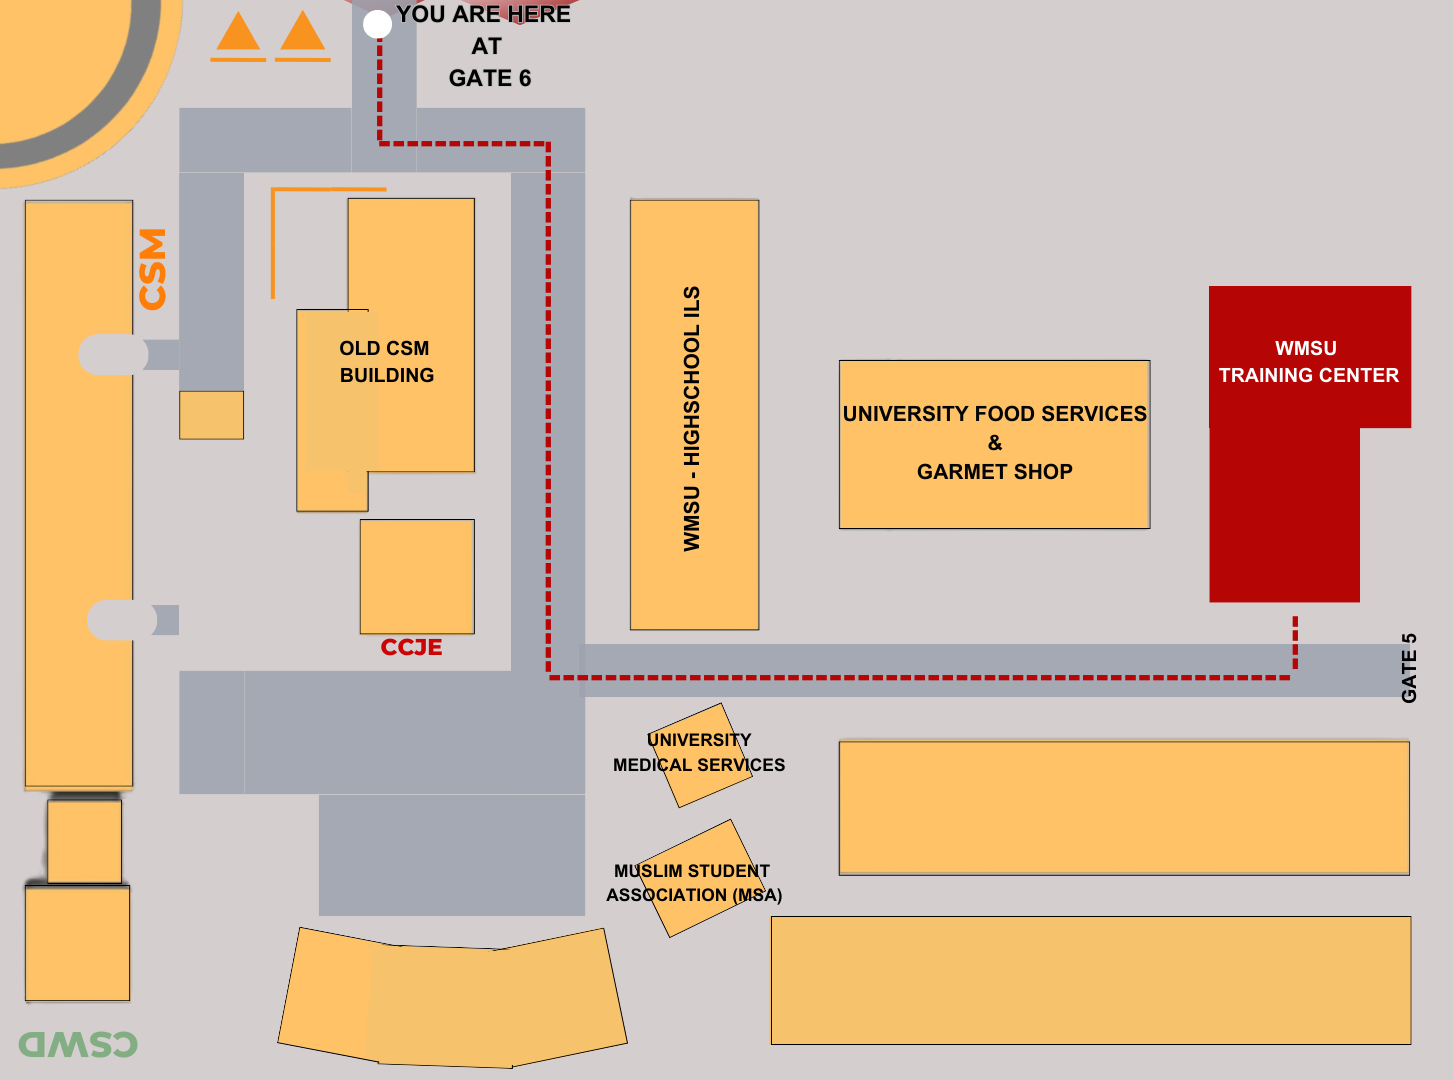 YOU ARE HERE
AT
GATE 6
CSM
OLD CSM
BUILDING
WMSU - HIGHSCHOOL ILS
WMSU
TRAINING CENTER
UNIVERSITY FOOD SERVICES
&
GARMET SHOP
CCJE
GATE 5
UNIVERSITY
MEDICAL SERVICES
MUSLIM STUDENT
ASSOCIATION (MSA)
CSWD